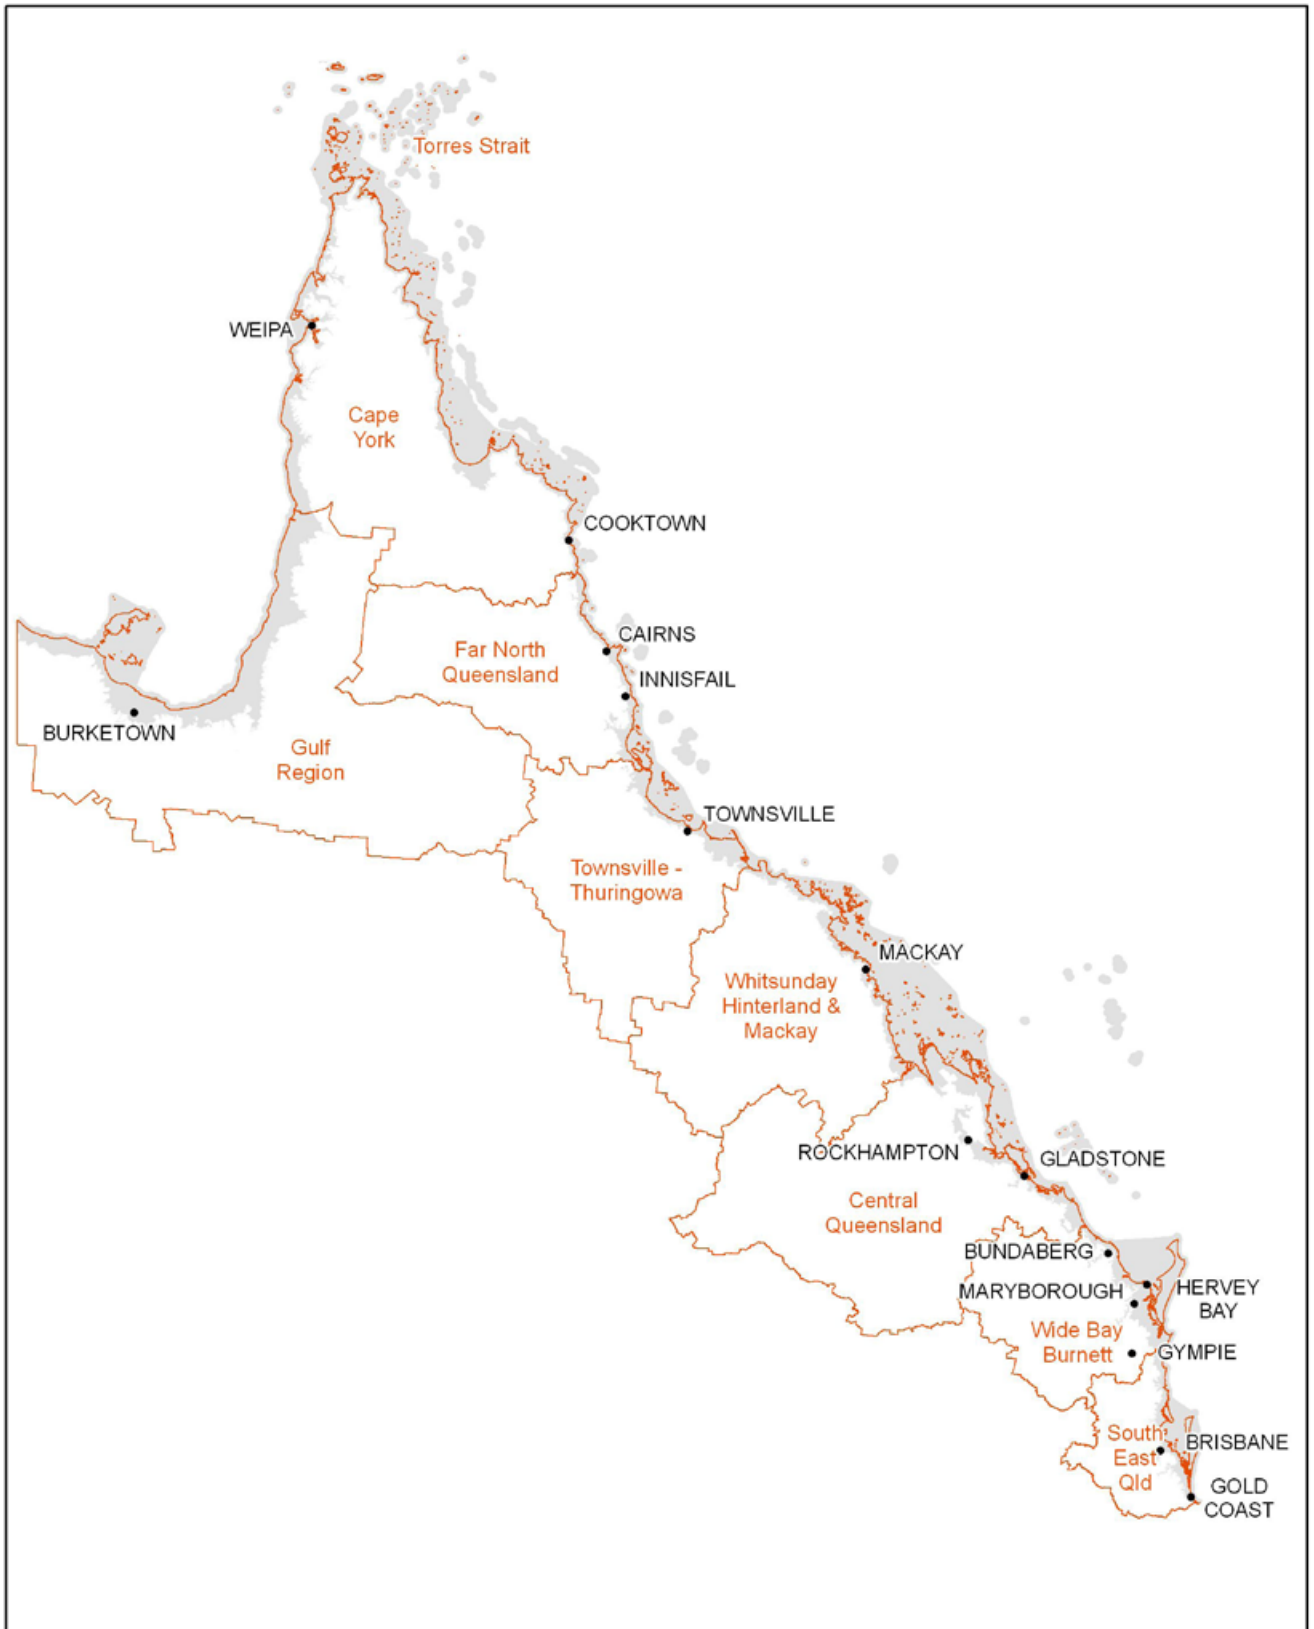 Torres Strait
WEIPA
Cape
York
COOKTOWN
CAIRNS
Far North
Queensland
INNISFAIL
BURKETOWN
Gulf
Region
TOWNSVILLE
Townsville -
Thuringowa
MACKAY
Whitsunday
Hinterland &
Mackay
ROCKHAMPTON
GLADSTONE
Central
Queensland
BUNDABERG
MARYBOROUGH
HERVEY
BAY
Wide Bay
Burnett
GYMPIE
South
East
Qld
BRISBANE
GOLD
COAST